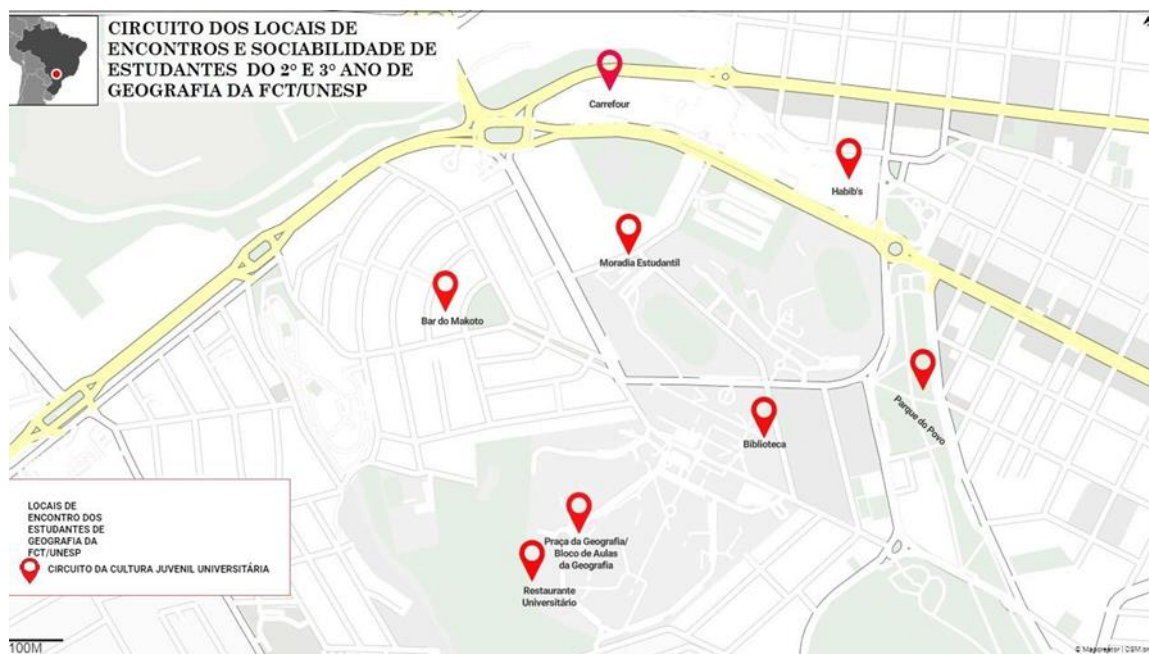 CIRCUITO DOS LOCAIS DE
ENCONTROS E SOCIABILIDADE DE
ESTUDANTES DO 2° E 3° ANO DE
GEOGRAFIA DA FCT/UNESP
Carrefour
Habib's
Moradia Estudantil
Bar do Makoto
Parque do Povo
Biblioteca
Praça da Geografia/
Bloco de Aulas
da Geografia
Restaurante
Universitário
LOCAIS DE
ENCONTRO DOS
ESTUDANTES DE
GEOGRAFIA DA
FCT/UNESP
CIRCUITO DA CULTURA JUVENIL UNIVERSITÁRIA
100M